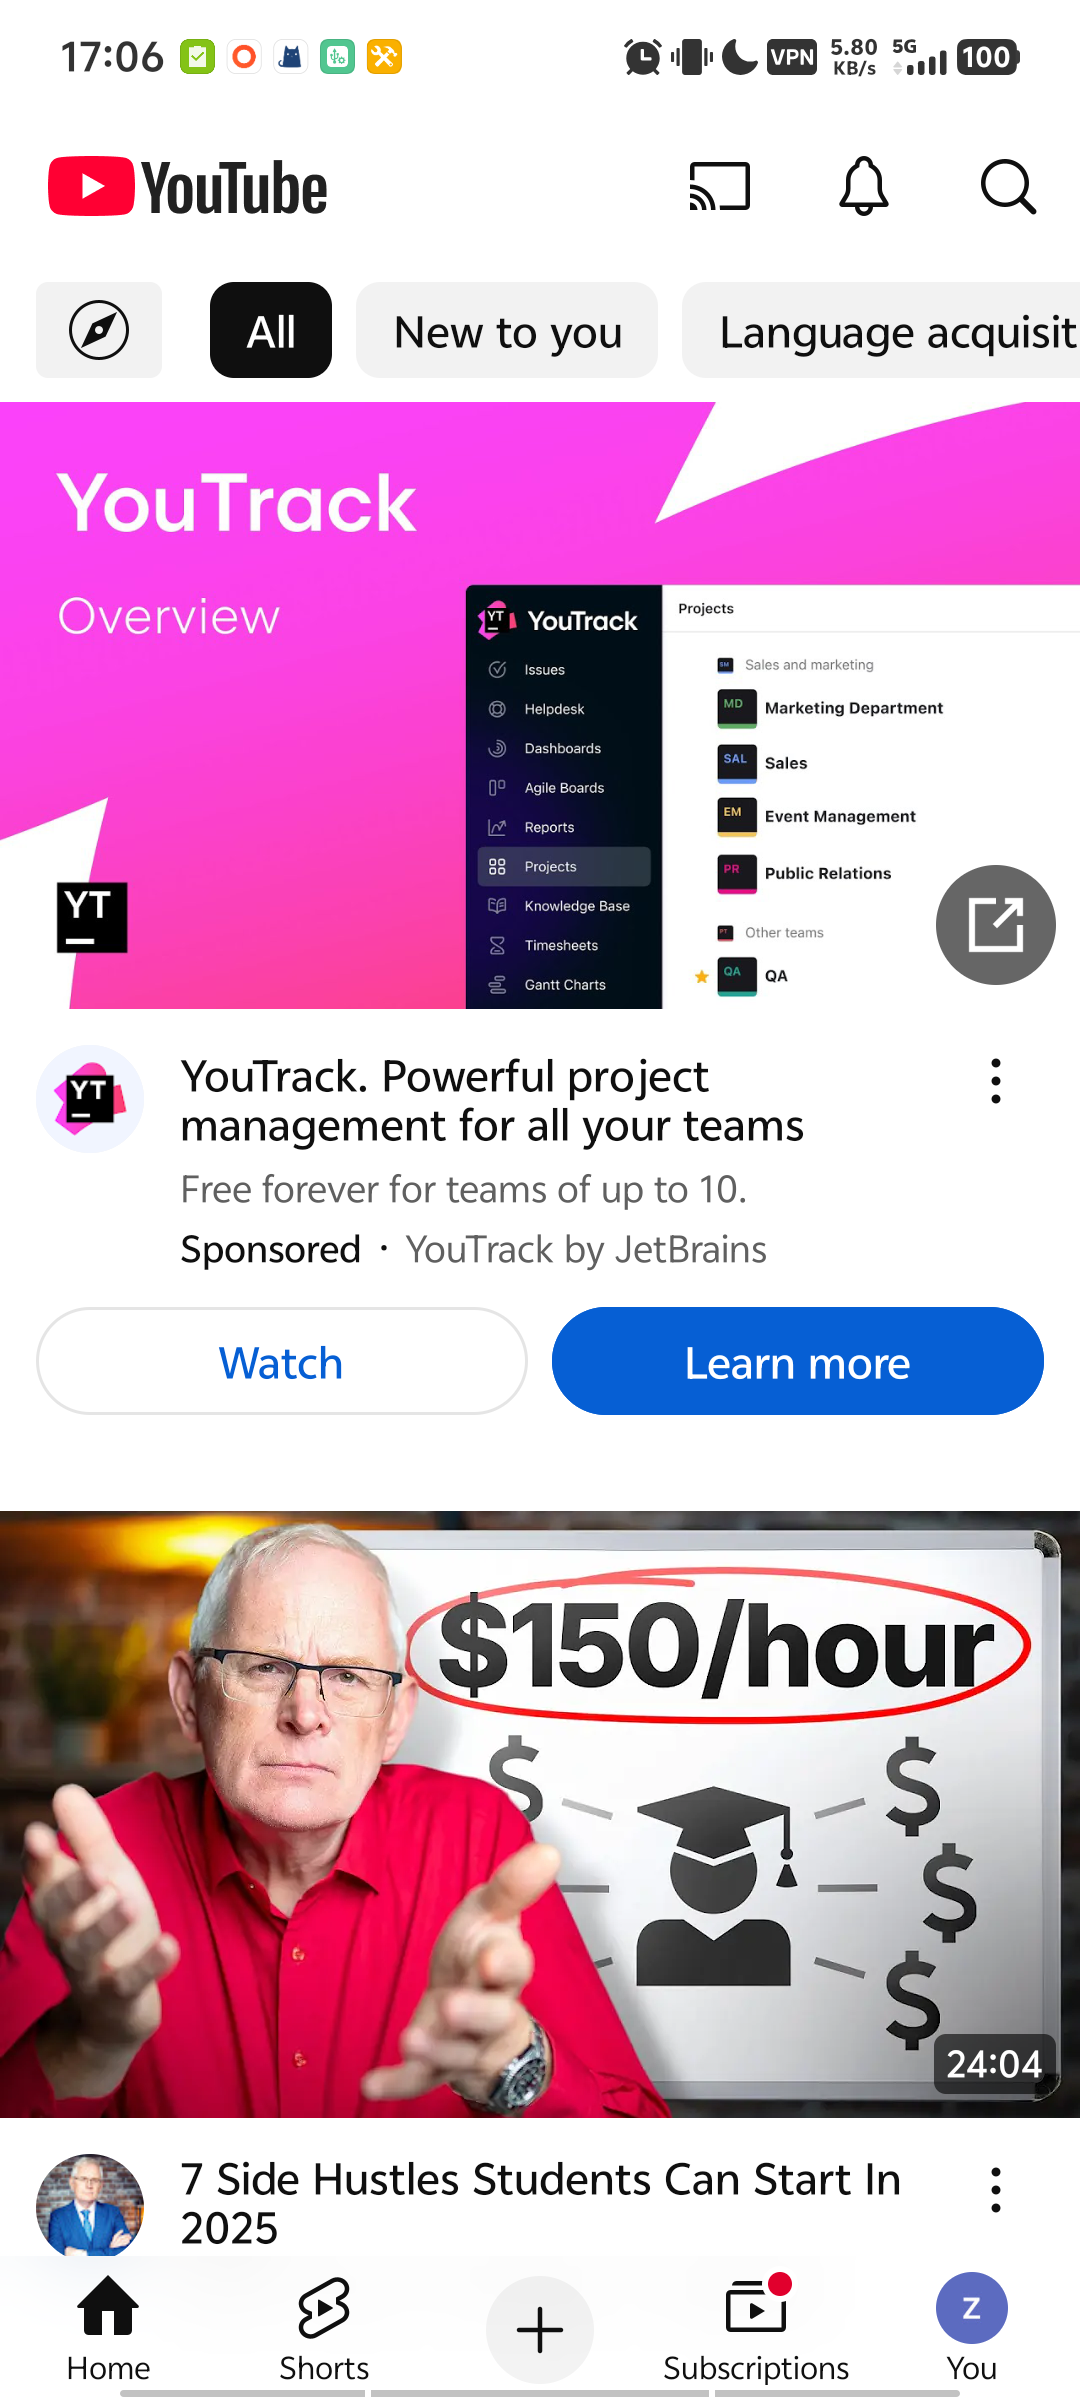 17:06
VPN
5.80
KB/s
5G
100
YouTube
All
New to you
Language acquisit
YouTrack
Overview
YT
YouTrack
Projects
Issues
Helpdesk
Dashboards
Agile Boards
Reports
Projects
Knowledge Base
Timesheets
Gantt Charts
SM Sales and marketing
MD Marketing Department
SAL Sales
EM Event Management
PR Public Relations
PT Other teams
QA QA
YT
YT
YouTrack. Powerful project
management for all your teams
Free forever for teams of up to 10.
Sponsored · YouTrack by JetBrains
Watch
Learn more
$150/hour
$
$
$
$
24:04
7 Side Hustles Students Can Start In
2025
Home
Shorts
Subscriptions
Z
You